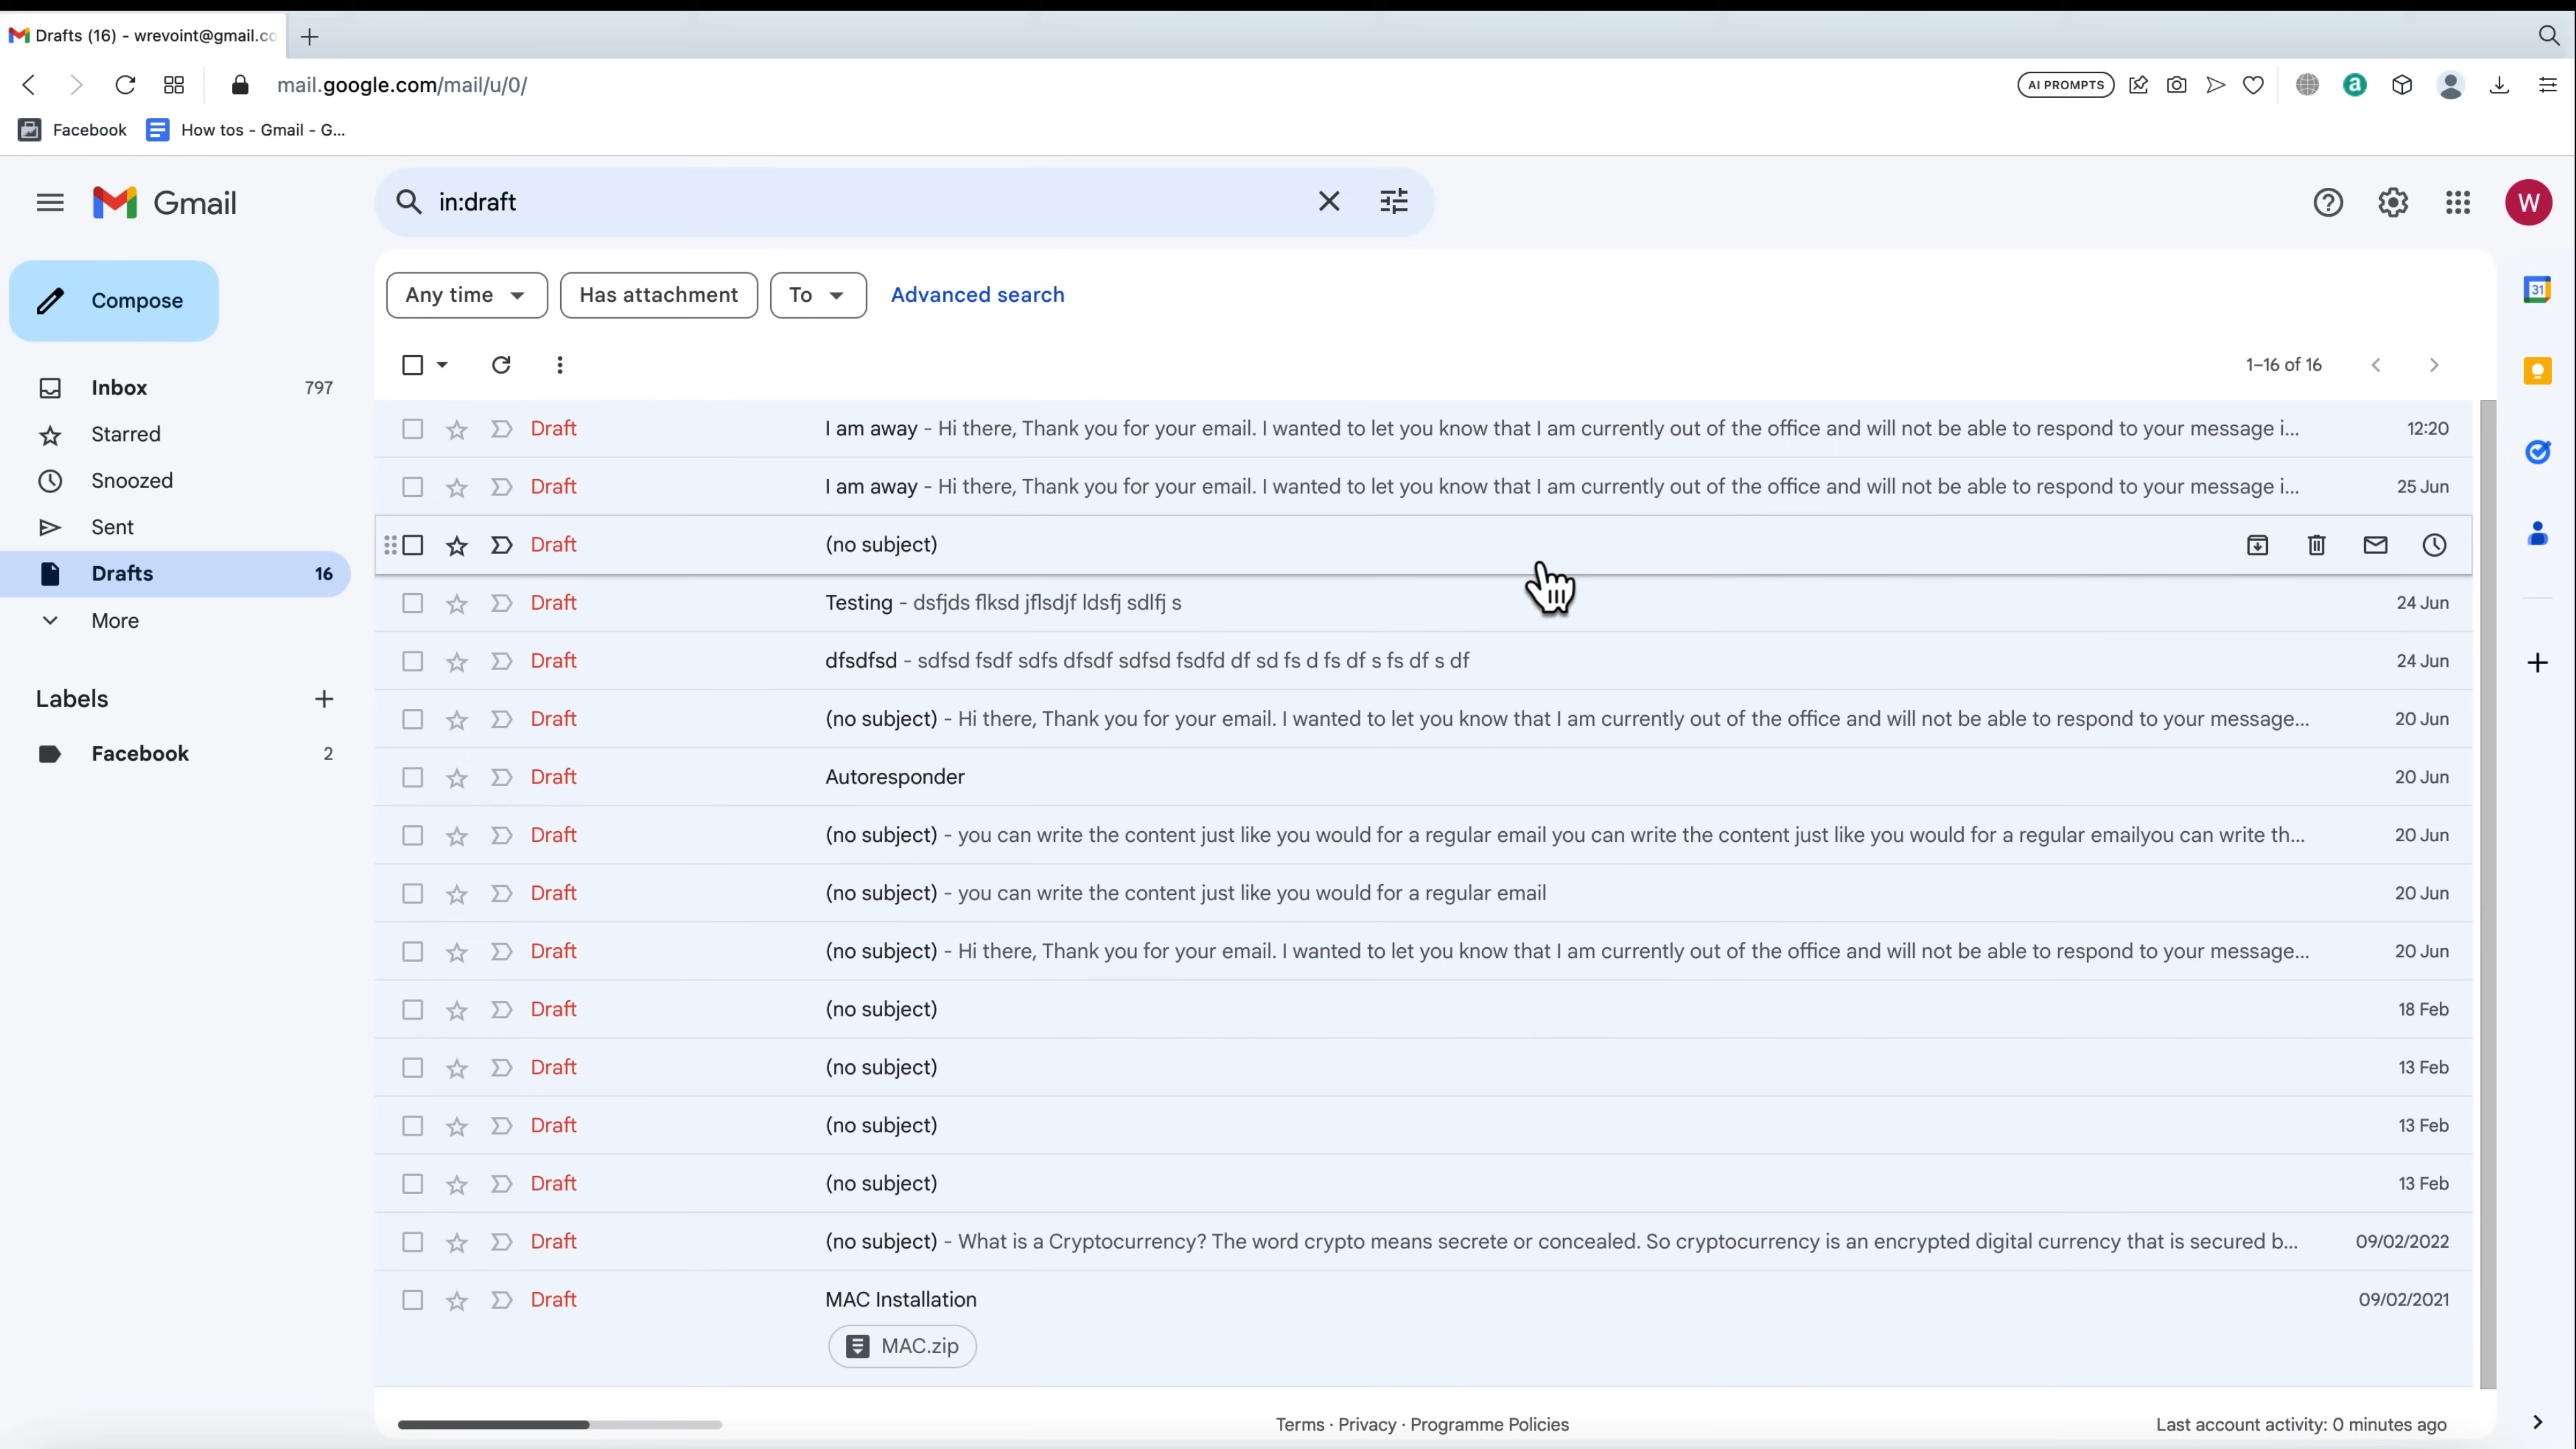 Drafts (16) - wrevoint@gmail.co
mail.google.com/mail/u/0/
AI PROMPTS
Facebook
How tos - Gmail - G...
Gmail
in:draft
W
Compose
Any time
Has attachment
To
Advanced search
31
1–16 of 16
Inbox 797
Starred
Snoozed
Sent
Drafts 16
More
Labels
Facebook 2
Draft I am away - Hi there, Thank you for your email. I wanted to let you know that I am currently out of the office and will not be able to respond to your message i... 12:20
Draft I am away - Hi there, Thank you for your email. I wanted to let you know that I am currently out of the office and will not be able to respond to your message i... 25 Jun
Draft (no subject)
Draft Testing - dsfjds flksd jflsdjf ldsfj sdlfj s 24 Jun
Draft dfsdfsd - sdfsd fsdf sdfs dfsdf sdfsd fsdfd df sd fs d fs df s fs df s df 24 Jun
Draft (no subject) - Hi there, Thank you for your email. I wanted to let you know that I am currently out of the office and will not be able to respond to your message... 20 Jun
Draft Autoresponder 20 Jun
Draft (no subject) - you can write the content just like you would for a regular email you can write the content just like you would for a regular emailyou can write th... 20 Jun
Draft (no subject) - you can write the content just like you would for a regular email 20 Jun
Draft (no subject) - Hi there, Thank you for your email. I wanted to let you know that I am currently out of the office and will not be able to respond to your message... 20 Jun
Draft (no subject) 18 Feb
Draft (no subject) 13 Feb
Draft (no subject) 13 Feb
Draft (no subject) 13 Feb
Draft (no subject) - What is a Cryptocurrency? The word crypto means secrete or concealed. So cryptocurrency is an encrypted digital currency that is secured b... 09/02/2022
Draft MAC Installation 09/02/2021
MAC.zip
Terms · Privacy · Programme Policies
Last account activity: 0 minutes ago